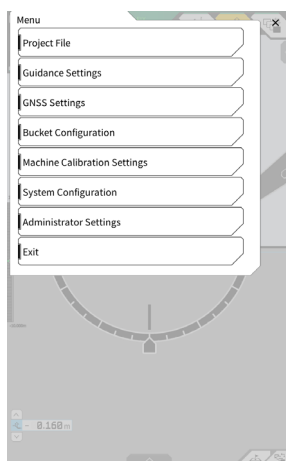 Menu
Project File
Guidance Settings
GNSS Settings
Bucket Configuration
Machine Calibration Settings
System Configuration
Administrator Settings
Exit
- 0.160 m